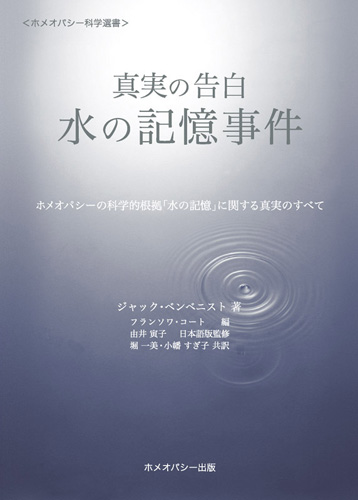 <ホメオパシー科学選書>
真実の告白
水の記憶事件
ホメオパシーの科学的根拠「水の記憶」に関する真実のすべて
ジャック・ベンベニスト 著
フランソワ・コート 編
由井 寅子 日本語版監修
堀 一美・小幡 すぎ子 共訳
ホメオパシー出版